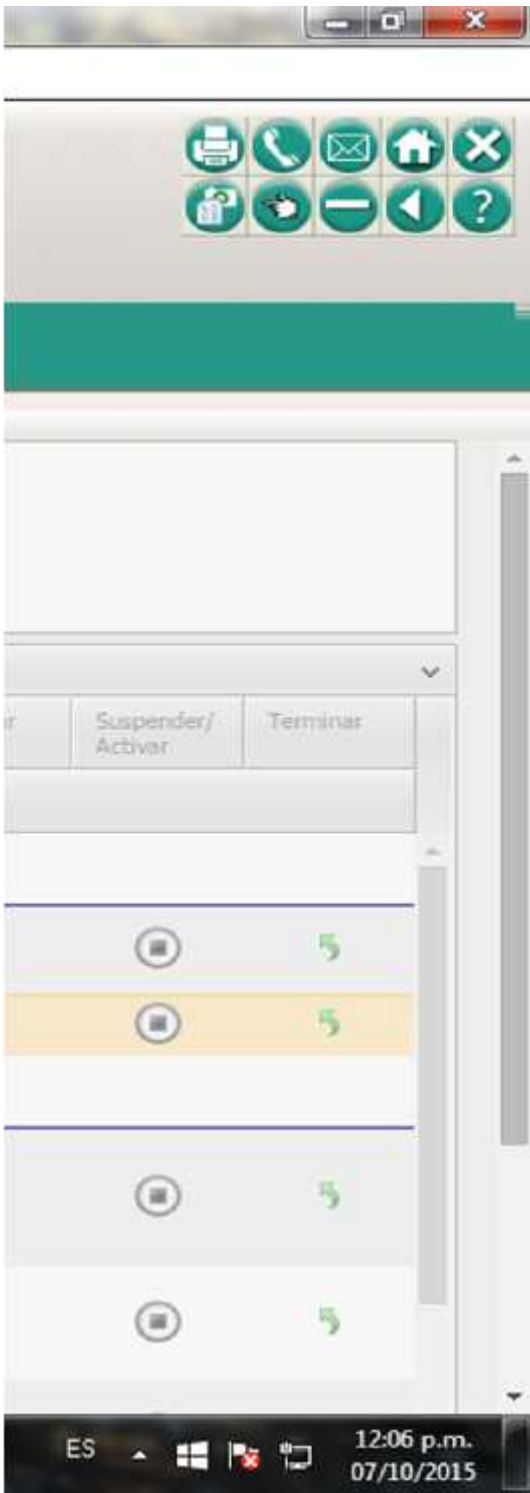 Suspender/
Activar
Terminar
ES
12:06 p.m.
07/10/2015